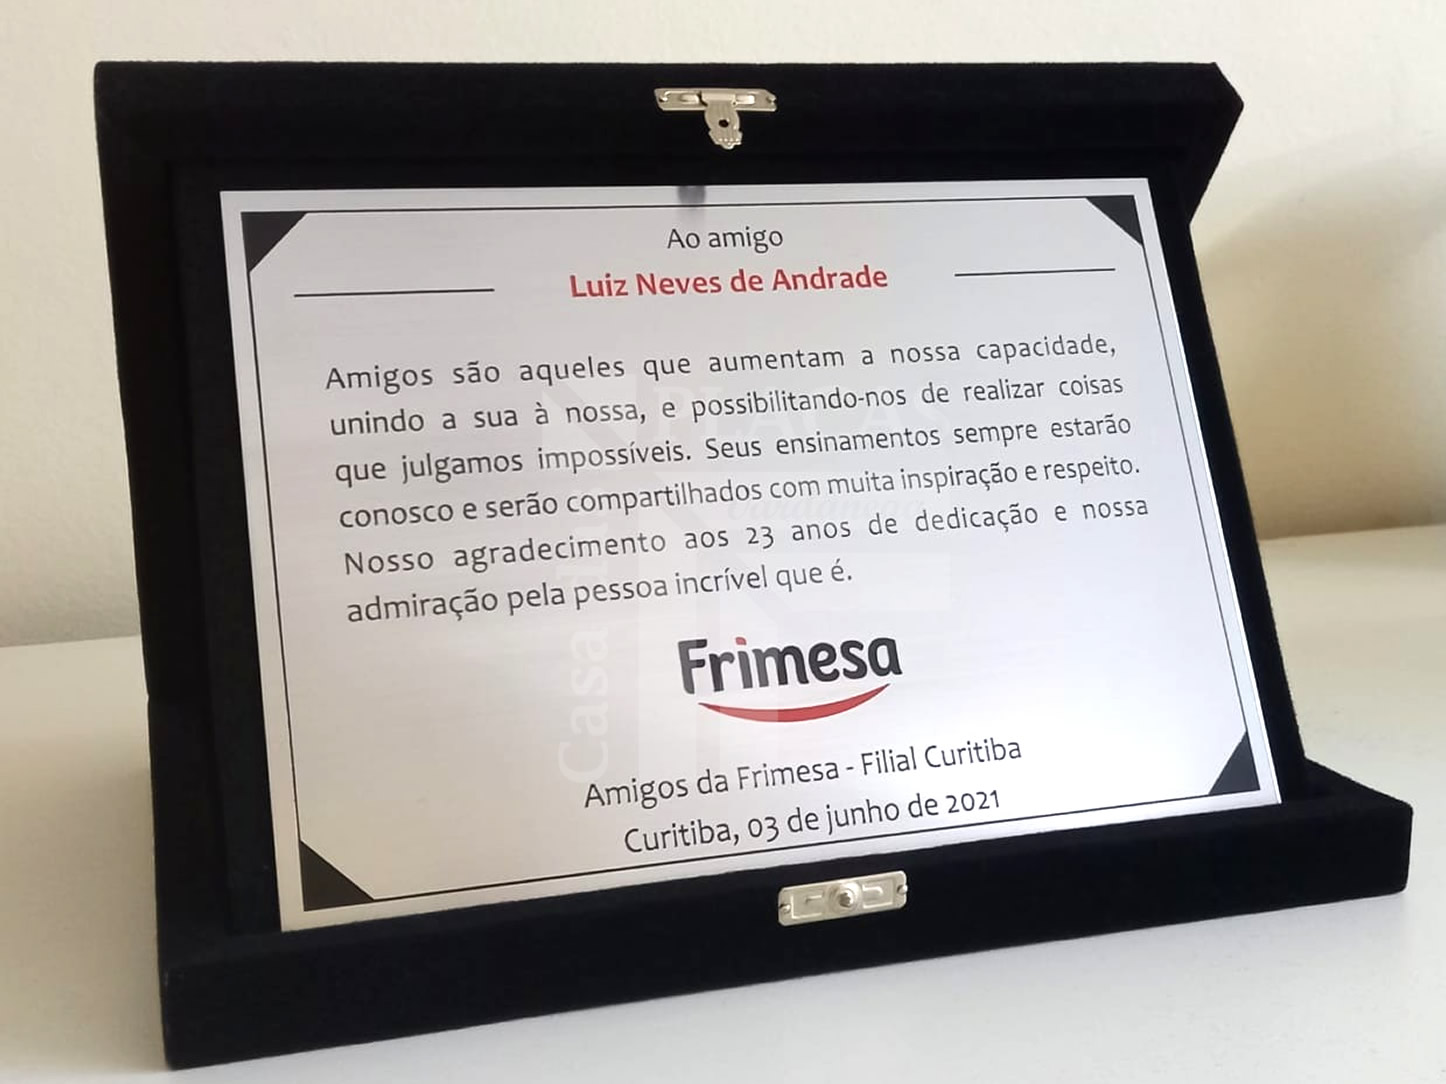 Ao amigo
Luiz Neves de Andrade
Amigos são aqueles que aumentam a nossa capacidade,
unindo a sua à nossa, e possibilitando-nos de realizar coisas
que julgamos impossíveis. Seus ensinamentos sempre estarão
conosco e serão compartilhados com muita inspiração e respeito.
Nosso agradecimento aos 23 anos de dedicação e nossa
admiração pela pessoa incrível que é.
Frimesa
Amigos da Frimesa - Filial Curitiba
Curitiba, 03 de junho de 2021
PLACAS
Casa